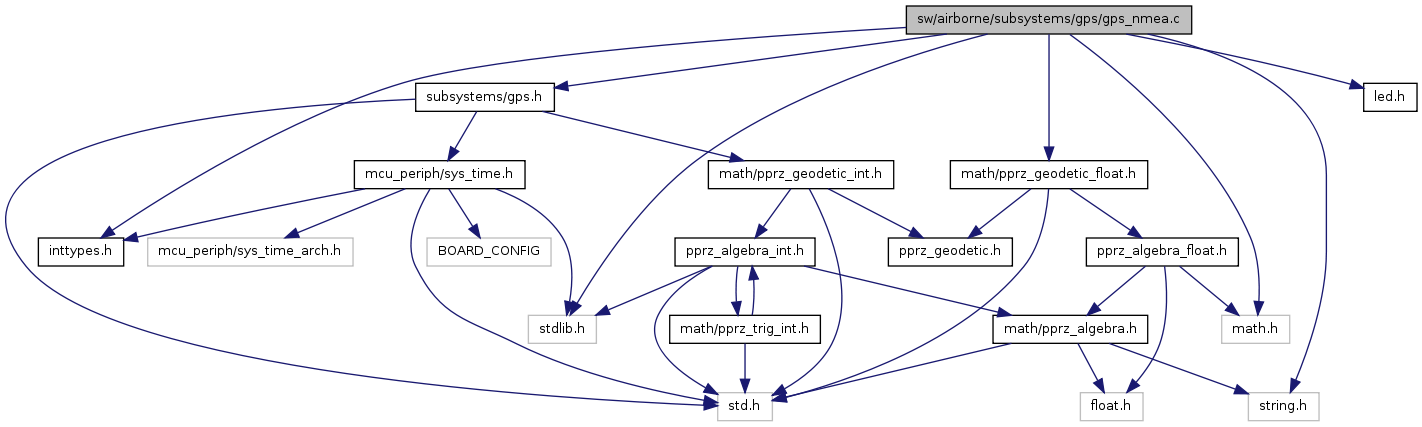 sw/airborne/subsystems/gps/gps_nmea.c
subsystems/gps.h
led.h
mcu_periph/sys_time.h
math/pprz_geodetic_int.h
math/pprz_geodetic_float.h
inttypes.h
mcu_periph/sys_time_arch.h
BOARD_CONFIG
pprz_algebra_int.h
pprz_geodetic.h
pprz_algebra_float.h
stdlib.h
math/pprz_trig_int.h
math/pprz_algebra.h
math.h
std.h
float.h
string.h